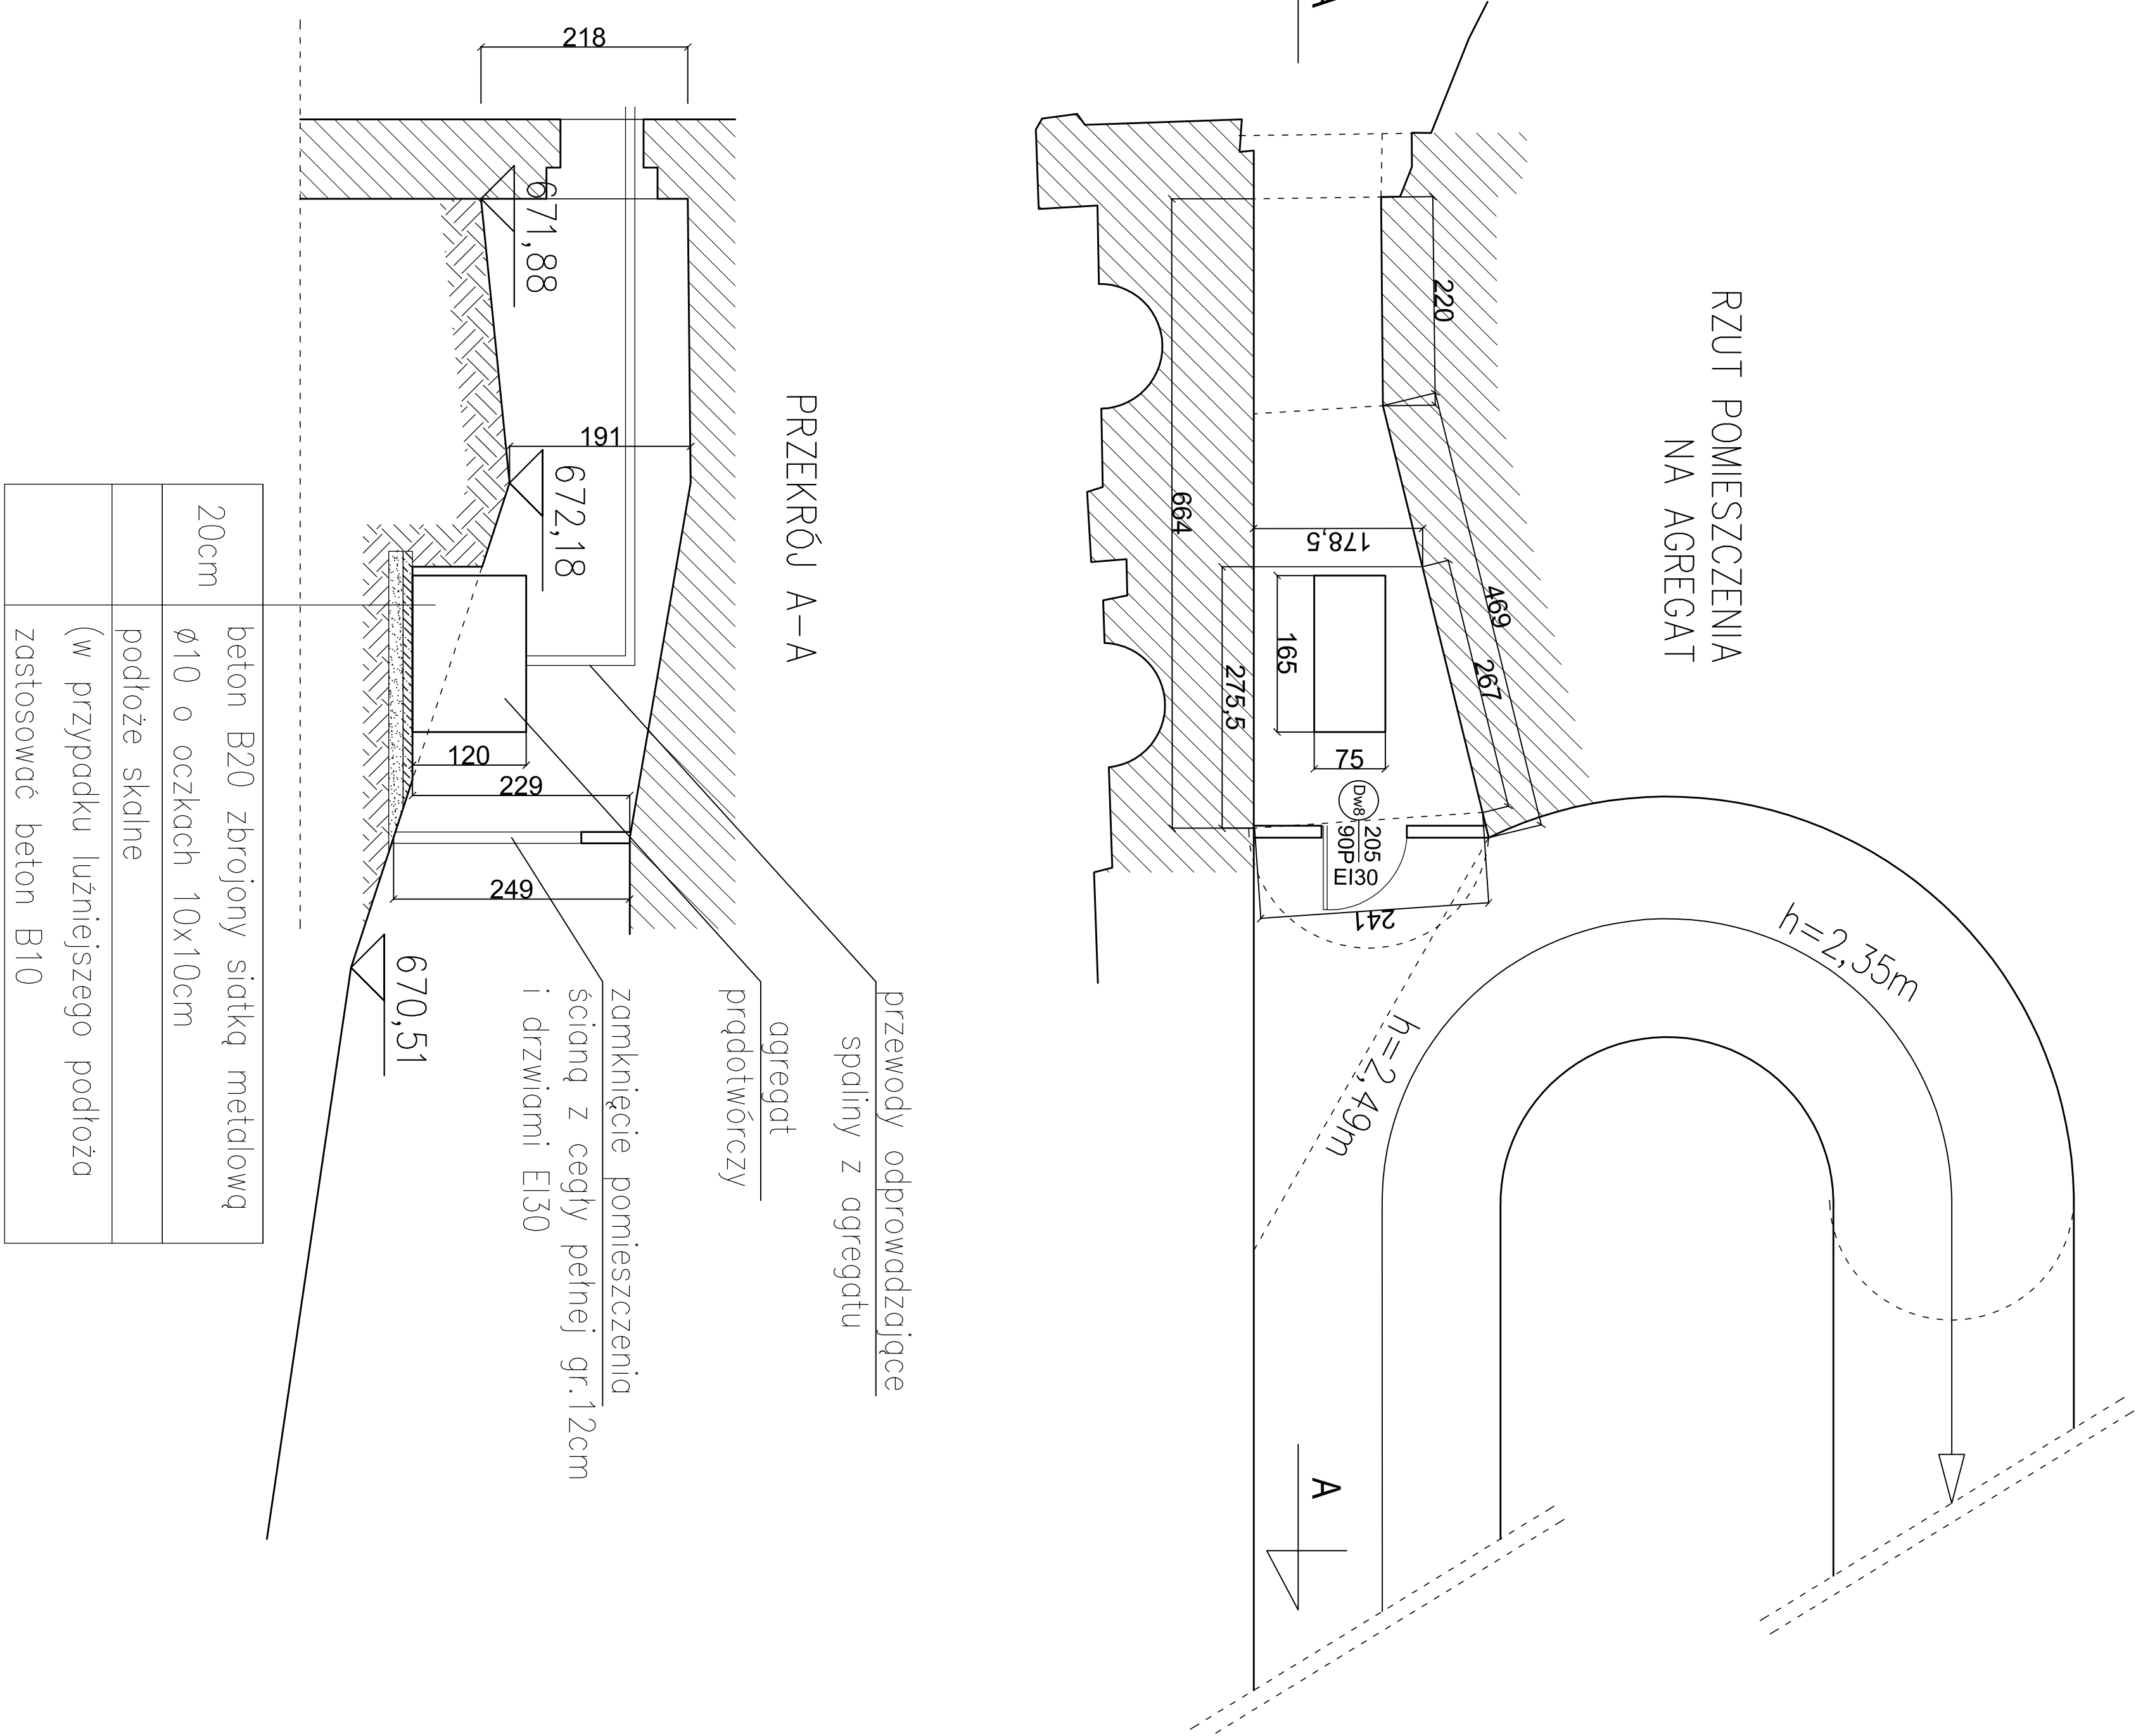 RZUT POMIESZCZENIA
NA AGREGAT
A
220
469
267
664
178,5
165
275,5
75
Dw8
205
90P
EI30
241
h=2,35m
h=2,49m
A
PRZEKRÓJ A-A
218
671,88
191
672,18
120
229
249
670,51
przewody odprowadzające
spaliny z agregatu
agregat
prądotwórczy
zamknięcie pomieszczenia
ścianą z cegły pełnej gr.12cm
i drzwiami EI30
20cm
beton B20 zbrojony siatką metalową
ø10 o oczkach 10x10cm
podłoże skalne
(w przypadku luźniejszego podłoża
zastosować beton B10